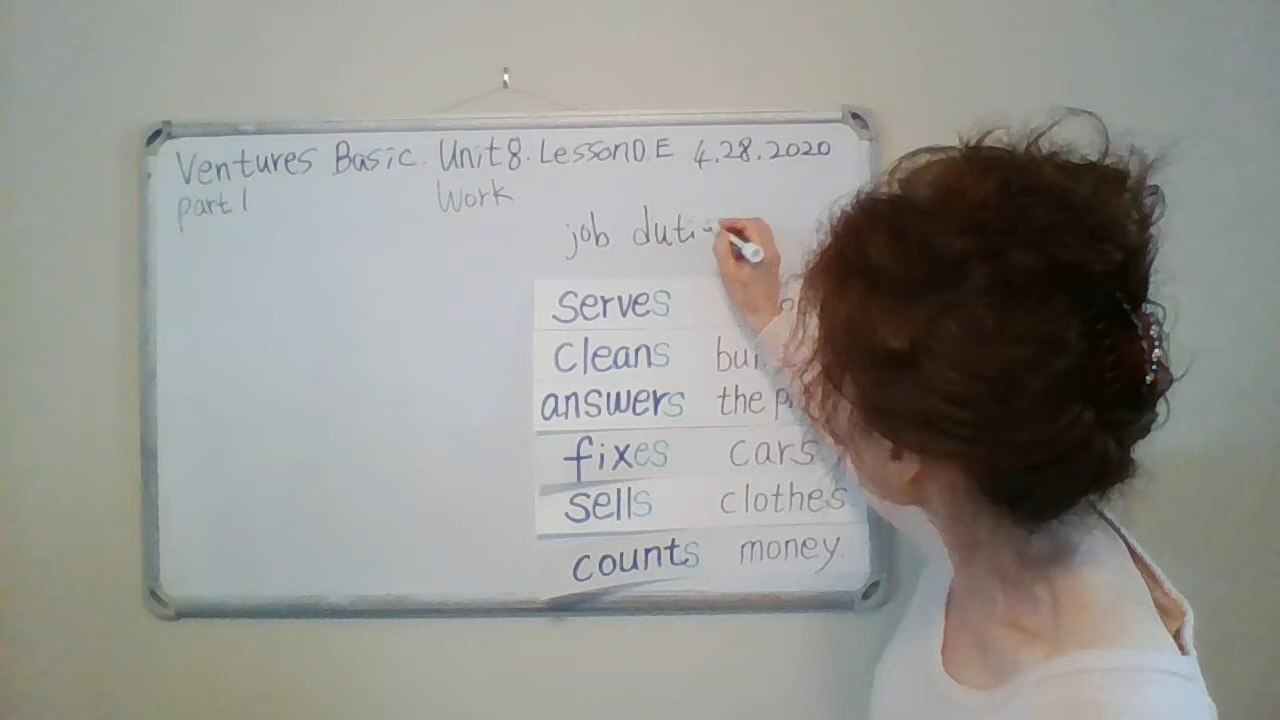 Ventures Basic. Unit 8. Lesson D.E 4.28.2020
part 1 Work
job
serves
cleans
answers the
fixes cars
sells clothes.
counts money.